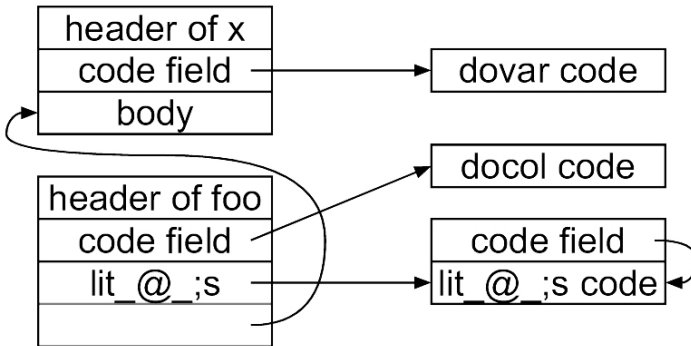 header of x
code field
body
dovar code
docol code
header of foo
code field
lit_@_;s
code field
lit_@_;s code